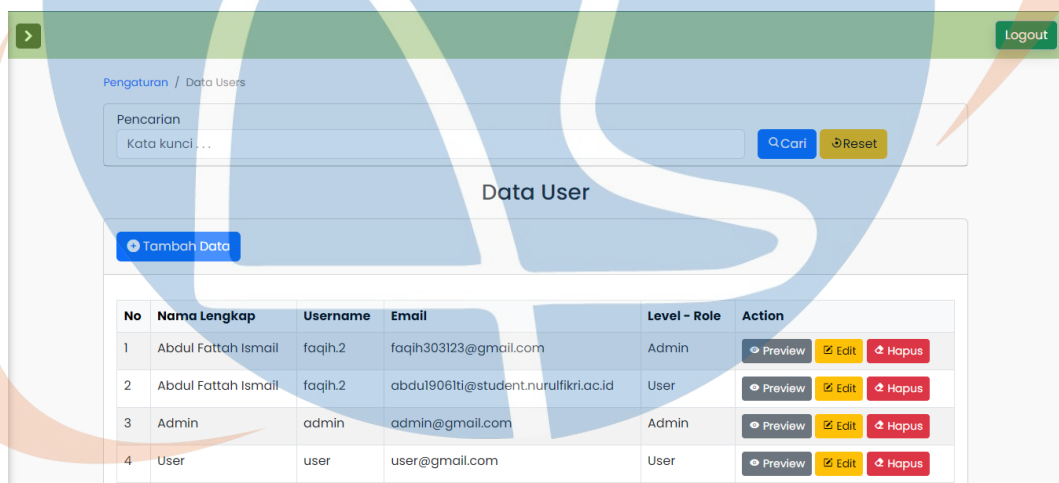 Logout
Pengaturan / Data Users
Pencarian
Kata kunci . . .
Cari Reset
Data User
Tambah Data
No Nama Lengkap Username Email Level - Role Action
1 Abdul Fattah Ismail faqih.2 faqih303123@gmail.com Admin Preview Edit Hapus
2 Abdul Fattah Ismail faqih.2 abdu19061ti@student.nurulfikri.ac.id User Preview Edit Hapus
3 Admin admin admin@gmail.com Admin Preview Edit Hapus
4 User user user@gmail.com User Preview Edit Hapus